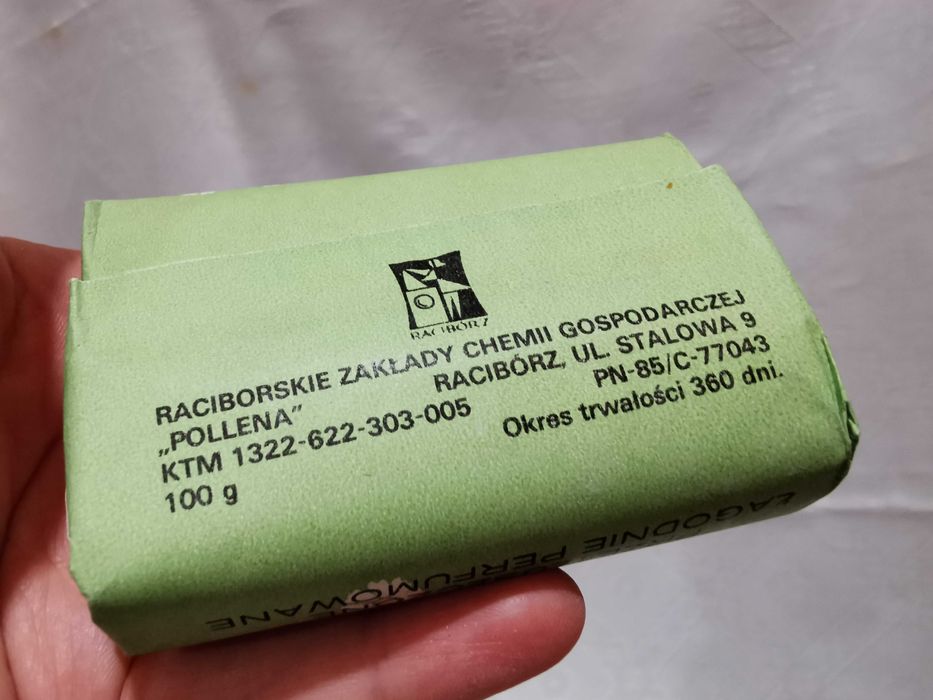 RACIBÓRZ
RACIBORSKIE ZAKŁADY CHEMII GOSPODARCZEJ
„POLLENA” RACIBÓRZ, UL. STALOWA 9
KTM 1322-622-303-005 PN-85/C-77043
100 g Okres trwałości 360 dni.
ŁAGODNIE PERFUMOWANE